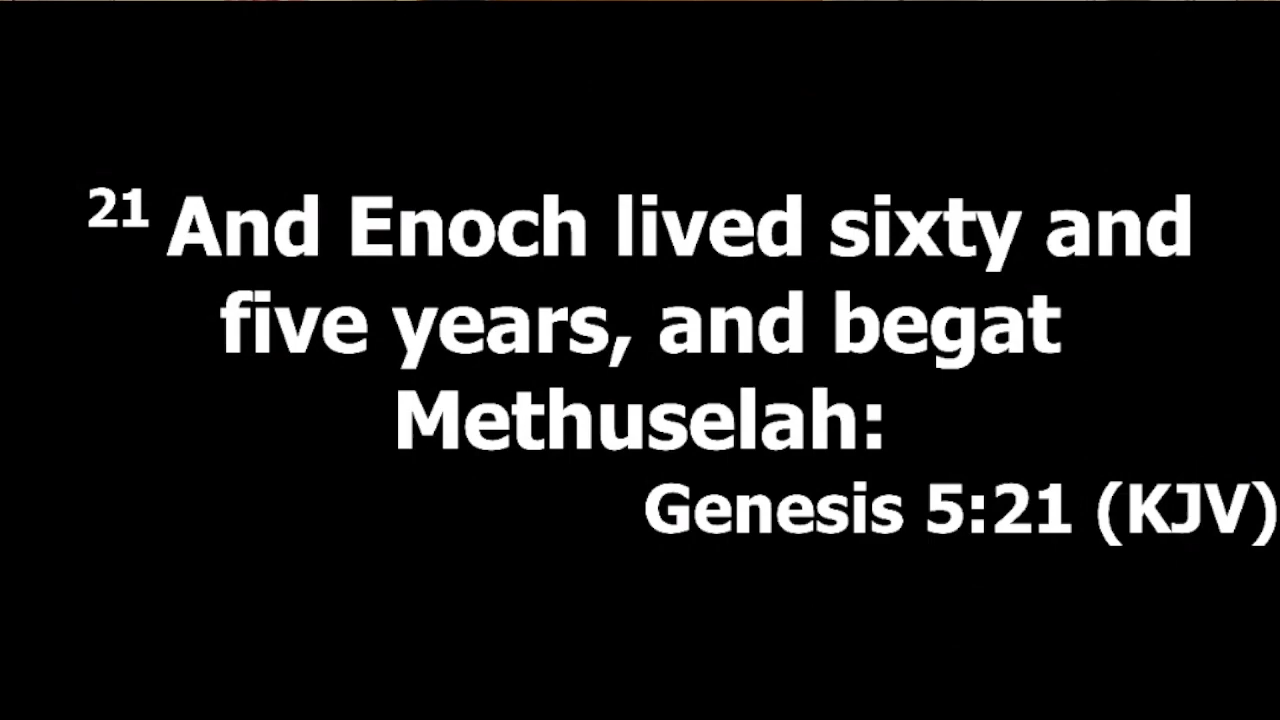 21 And Enoch lived sixty and
five years, and begat
Methuselah:
Genesis 5:21 (KJV)